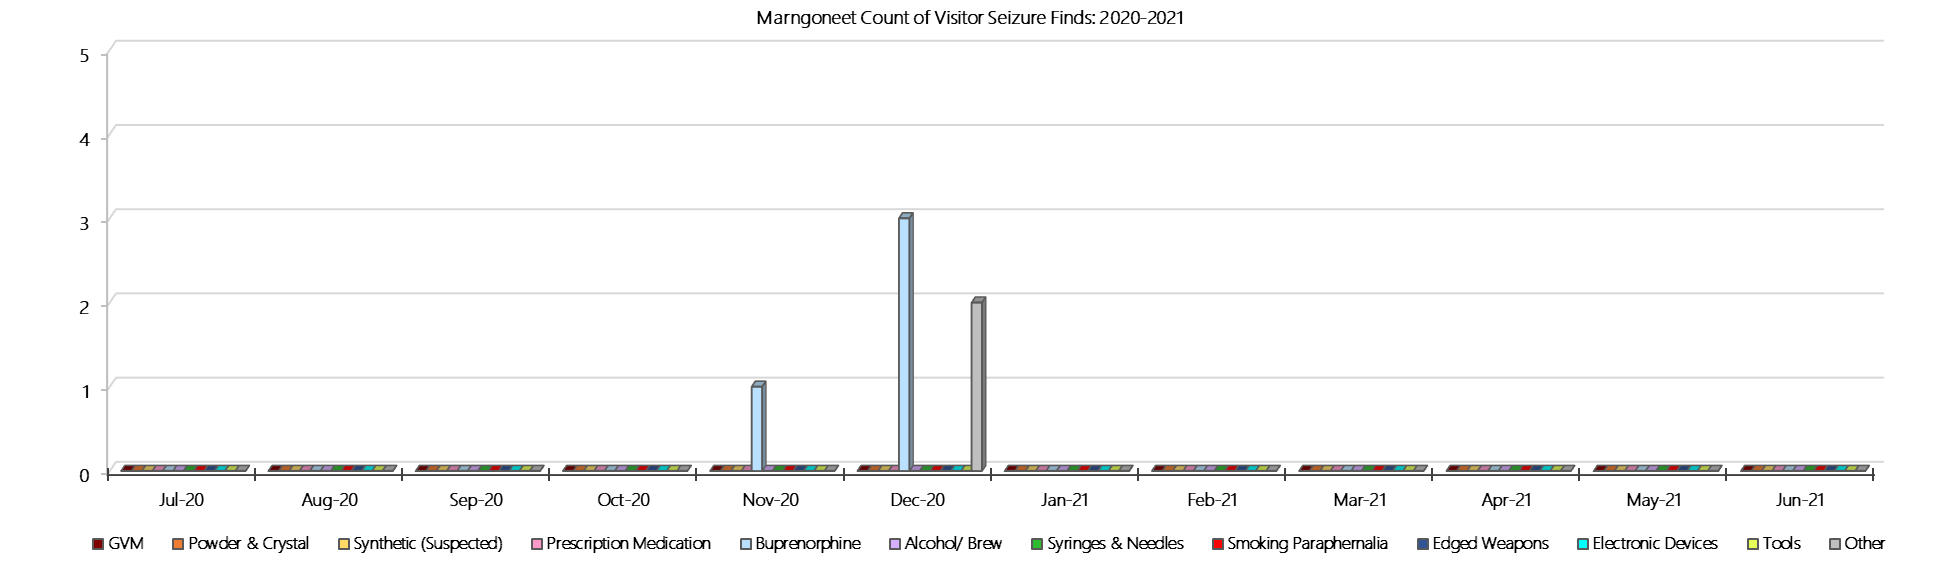 Marngoneet Count of Visitor Seizure Finds: 2020-2021
5
4
3
2
1
0
Jul-20 Aug-20 Sep-20 Oct-20 Nov-20 Dec-20 Jan-21 Feb-21 Mar-21 Apr-21 May-21 Jun-21
GVM Powder & Crystal Synthetic (Suspected) Prescription Medication Buprenorphine Alcohol/ Brew Syringes & Needles Smoking Paraphernalia Edged Weapons Electronic Devices Tools Other